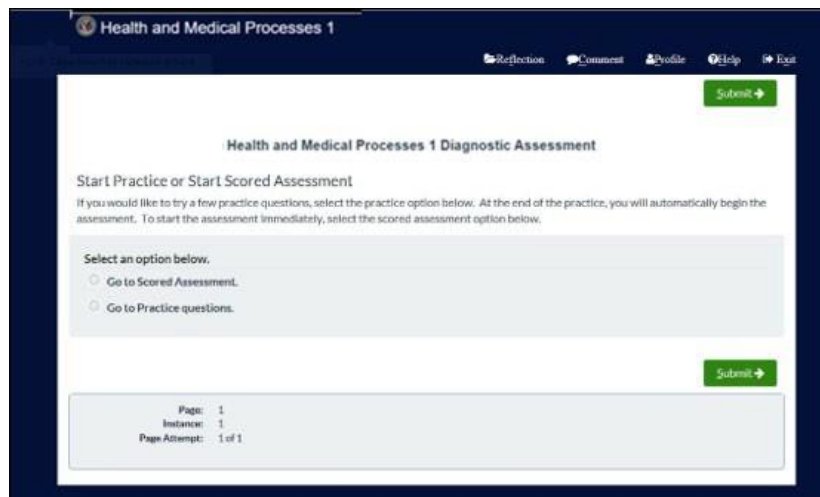 Health and Medical Processes 1
Reflection Comment Profile Help Exit
Submit
Health and Medical Processes 1 Diagnostic Assessment
Start Practice or Start Scored Assessment
If you would like to try a few practice questions, select the practice option below. At the end of the practice, you will automatically begin the
assessment. To start the assessment immediately, select the scored assessment option below.
Select an option below.
Go to Scored Assessment.
Go to Practice questions.
Submit
Page: 1
Instance: 1
Page Attempt: 1 of 1